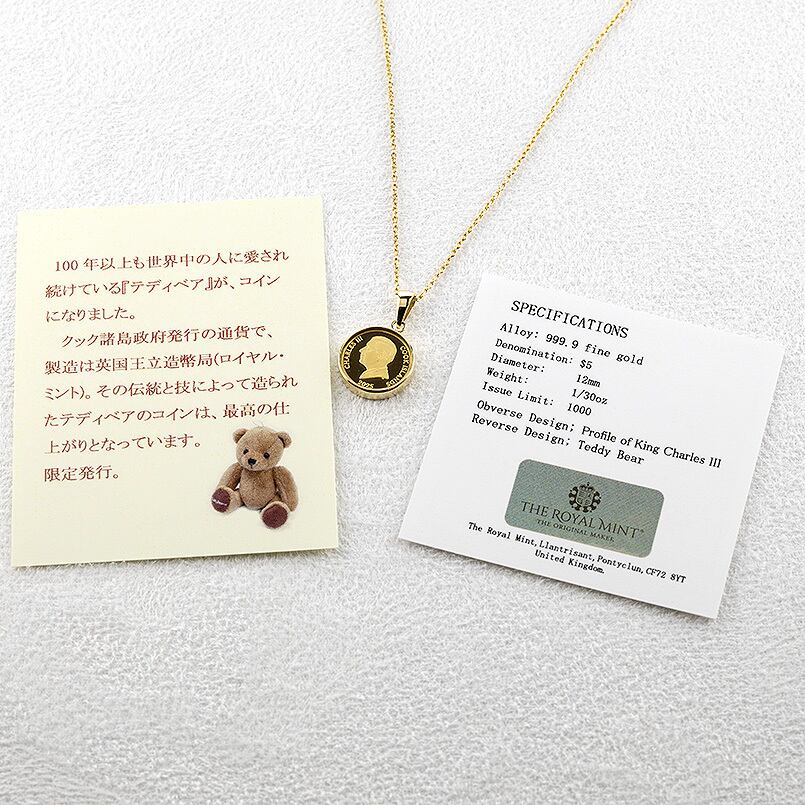 100 年以上も世界中の人に愛され
続けている『テディベア』が、コイン
になりました。
クック諸島政府発行の通貨で、
製造は英国王立造幣局(ロイヤル・
ミント)。その伝統と技によって造られ
たテディベアのコインは、最高の仕
上がりとなっています。
限定発行。
CHARLES III
COOK ISLANDS
2025
SPECIFICATIONS
Alloy: 999.9 fine gold
Denomination: $5
Diameter: 12mm
Weight: 1/30oz
Issue Limit: 1000
Obverse Design; Profile of King Charles III
Reverse Design; Teddy Bear
THE ROYAL MINT®
THE ORIGINAL MAKER
The Royal Mint, Llantrisant, Pontyclun, CF72 8YT
United Kingdom.